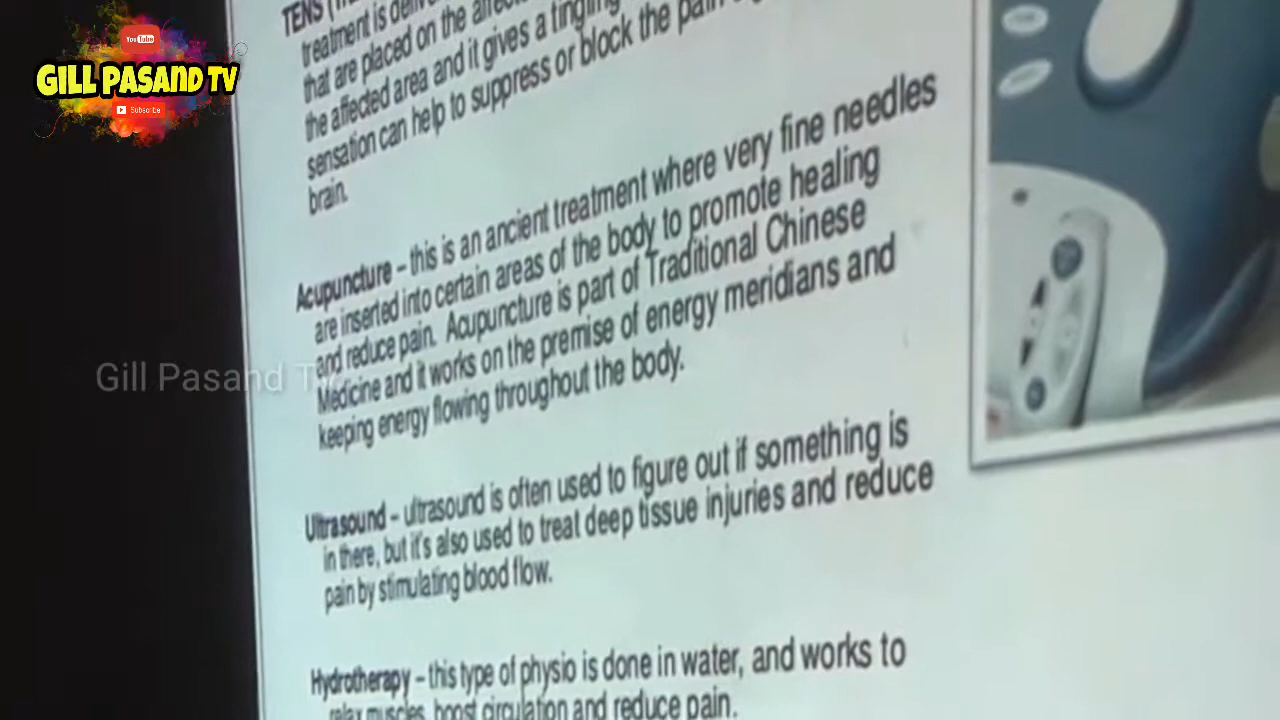 YouTube
GILL PASAND TV
Subscribe
Gill Pasand TV
TENS
treatment is
that are placed on the
the affected area and it gives a tingling
sensation can help to suppress or block the pain
brain.
Acupuncture – this is an ancient treatment where very fine needles
are inserted into certain areas of the body to promote healing
and reduce pain. Acupuncture is part of Traditional Chinese
Medicine and it works on the premise of energy meridians and
keeping energy flowing throughout the body.
Ultrasound – ultrasound is often used to figure out if something is
in there, but it's also used to treat deep tissue injuries and reduce
pain by stimulating blood flow.
Hydrotherapy – this type of physio is done in water, and works to
relax muscles, boost circulation and reduce pain.